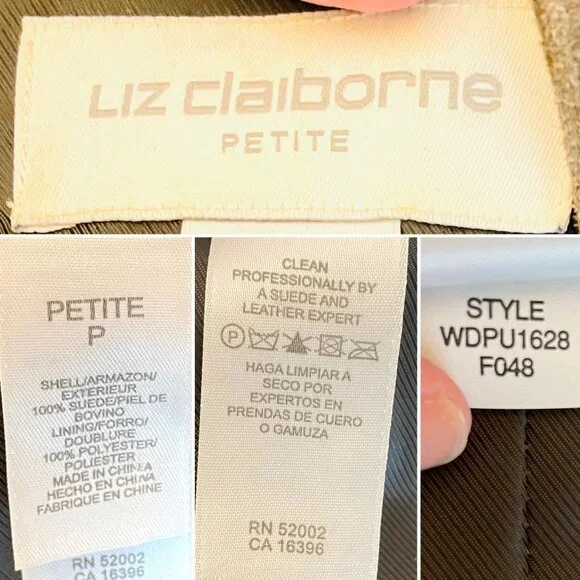 LIZ claiborne
PETITE
PETITE
P
SHELL/ARMAZON/
EXTERIEUR
100% SUEDE/PIEL DE
BOVINO
LINING/FORRO/
DOUBLURE
100% POLYESTER/
POLIÉSTER
MADE IN CHINA
HECHO EN CHINA
FABRIQUE EN CHINE
RN 52002
CA 16396
CLEAN
PROFESSIONALLY BY
A SUEDE AND
LEATHER EXPERT
P
HAGA LIMPIAR A
SECO POR
EXPERTOS EN
PRENDAS DE CUERO
O GAMUZA
RN 52002
CA 16396
STYLE
WDPU1628
F048